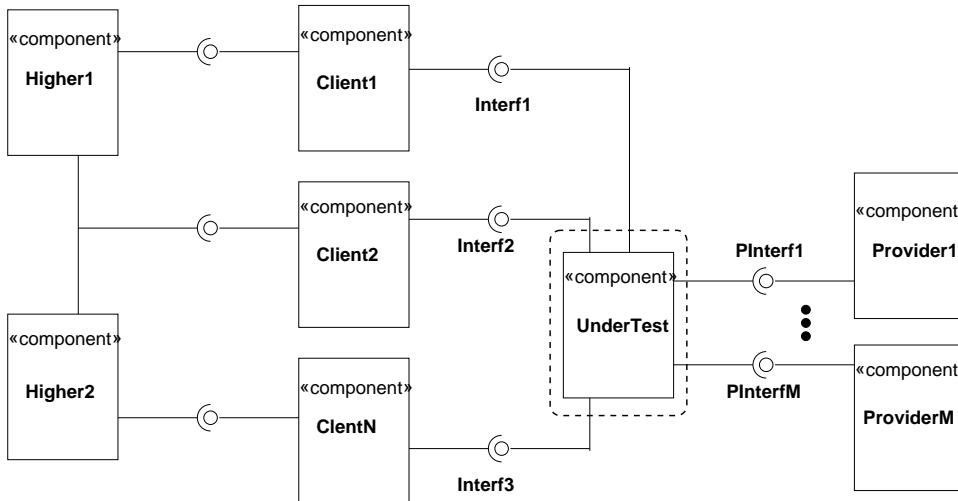 «component»
Higher1
«component»
Client1
Interf1
«component»
Client2
Interf2
«component»
UnderTest
PInterf1
«component»
Provider1
«component»
Higher2
«component»
ClentN
Interf3
PInterfM
«component»
ProviderM